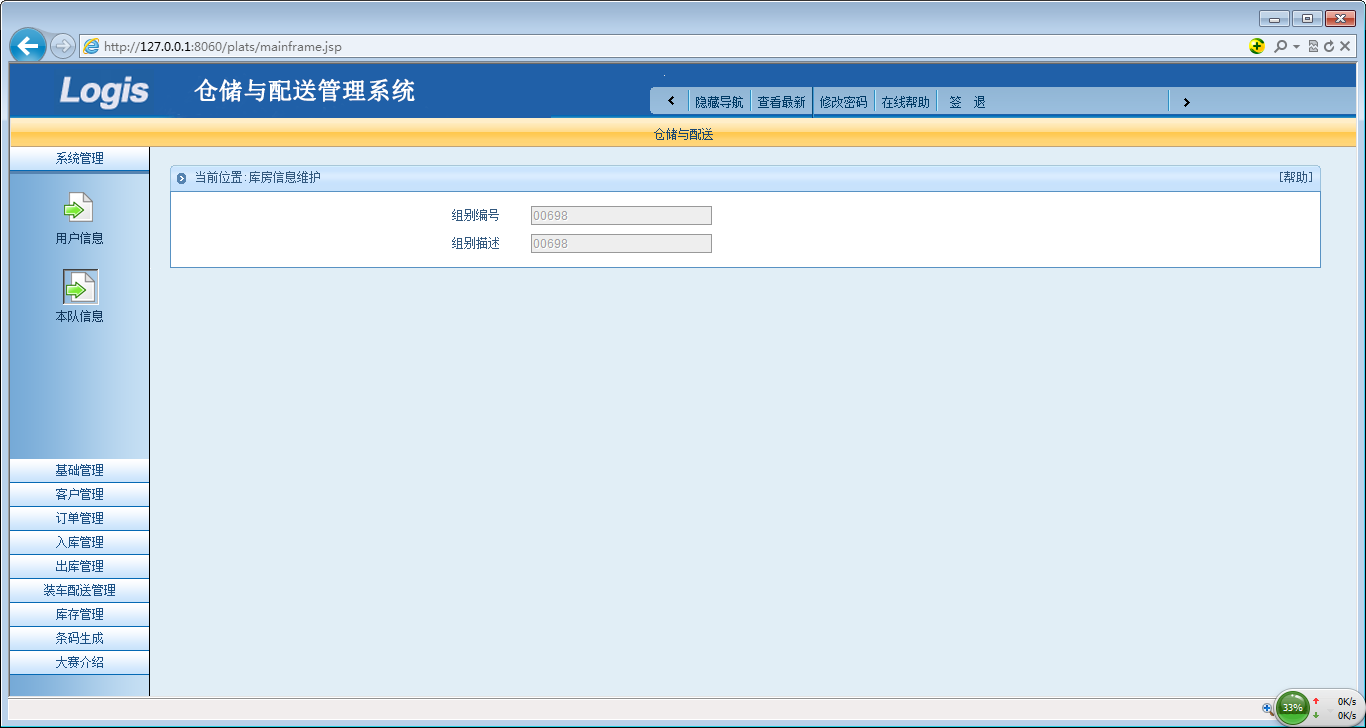 http://127.0.0.1:8060/plats/mainframe.jsp
Logis 仓储与配送管理系统
隐藏导航 查看最新 修改密码 在线帮助 签 退
仓储与配送
系统管理
用户信息
本队信息
基础管理
客户管理
订单管理
入库管理
出库管理
装车配送管理
库存管理
条码生成
大赛介绍
当前位置:库房信息维护 [帮助]
组别编号 00698
组别描述 00698
33% 0K/s
0K/s